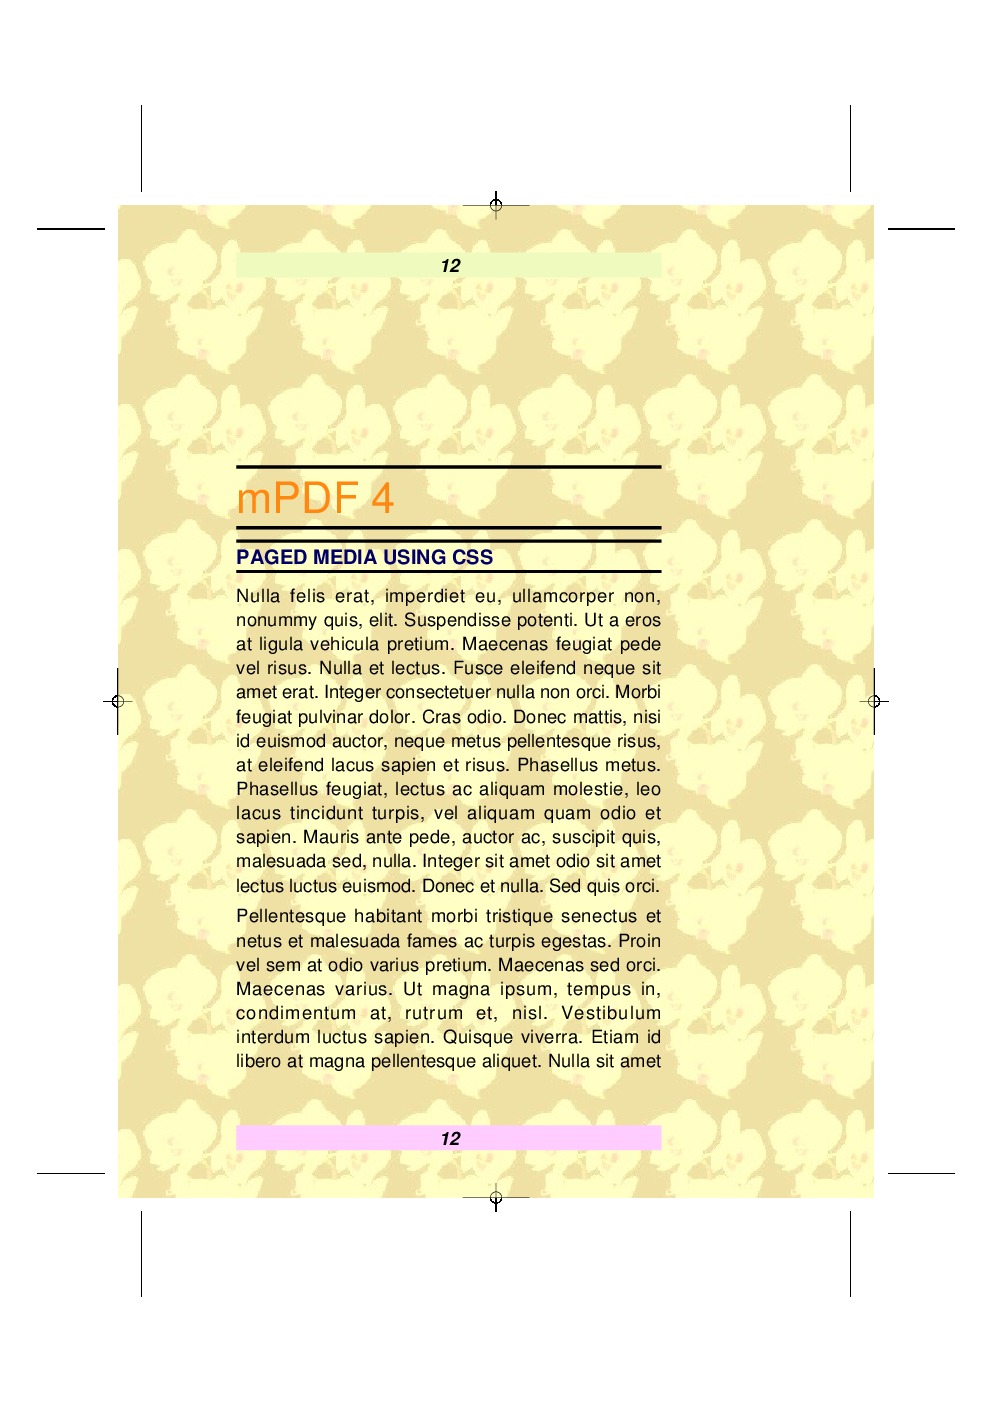 12
mPDF 4
PAGED MEDIA USING CSS
Nulla felis erat, imperdiet eu, ullamcorper non,
nonummy quis, elit. Suspendisse potenti. Ut a eros
at ligula vehicula pretium. Maecenas feugiat pede
vel risus. Nulla et lectus. Fusce eleifend neque sit
amet erat. Integer consectetuer nulla non orci. Morbi
feugiat pulvinar dolor. Cras odio. Donec mattis, nisi
id euismod auctor, neque metus pellentesque risus,
at eleifend lacus sapien et risus. Phasellus metus.
Phasellus feugiat, lectus ac aliquam molestie, leo
lacus tincidunt turpis, vel aliquam quam odio et
sapien. Mauris ante pede, auctor ac, suscipit quis,
malesuada sed, nulla. Integer sit amet odio sit amet
lectus luctus euismod. Donec et nulla. Sed quis orci.
Pellentesque habitant morbi tristique senectus et
netus et malesuada fames ac turpis egestas. Proin
vel sem at odio varius pretium. Maecenas sed orci.
Maecenas varius. Ut magna ipsum, tempus in,
condimentum at, rutrum et, nisl. Vestibulum
interdum luctus sapien. Quisque viverra. Etiam id
libero at magna pellentesque aliquet. Nulla sit amet
12